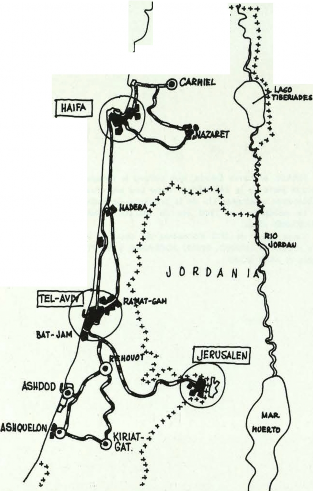 CARMIEL
LAGO
TIBERIADES
HAIFA
NAZARET
HADERA
RIO
JORDAN
JORDANIA
TEL-AVIV
RAMAT-GAM
BAT-JAM
REHOVOT
JERUSALEN
ASHDOD
ASHQUELON
KIRIAT-
GAT.
MAR
MUERTO